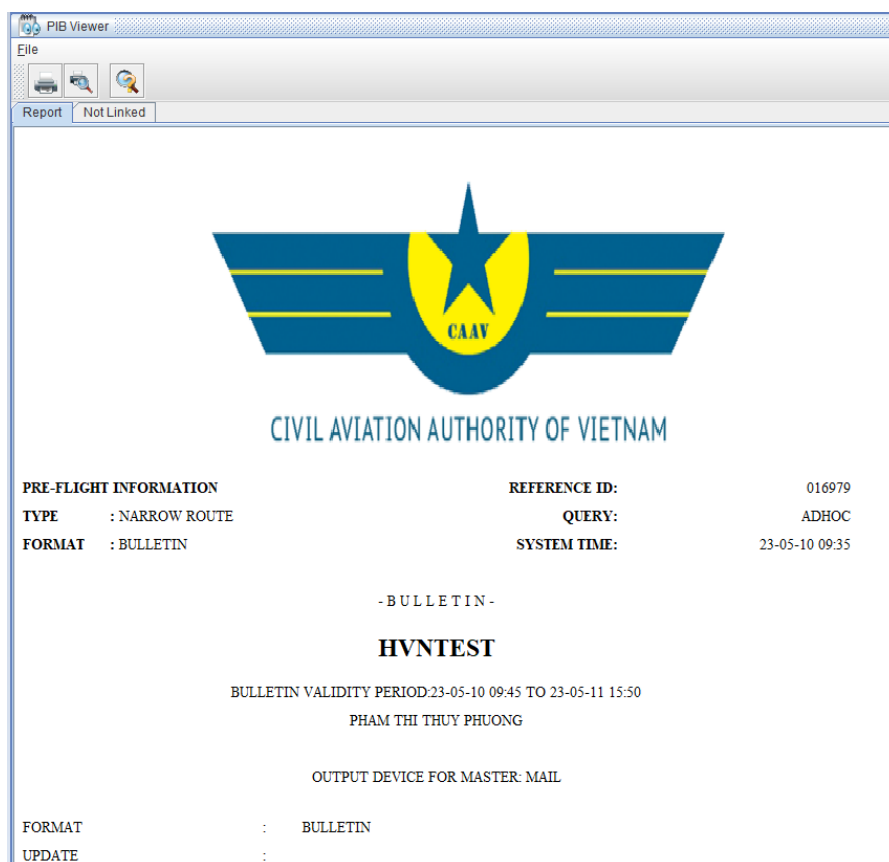 PIB Viewer
File
Report Not Linked
CAAV
CIVIL AVIATION AUTHORITY OF VIETNAM
PRE-FLIGHT INFORMATION REFERENCE ID: 016979
TYPE : NARROW ROUTE QUERY: ADHOC
FORMAT : BULLETIN SYSTEM TIME: 23-05-10 09:35
- B U L L E T I N -
HVNTEST
BULLETIN VALIDITY PERIOD:23-05-10 09:45 TO 23-05-11 15:50
PHAM THI THUY PHUONG
OUTPUT DEVICE FOR MASTER: MAIL
FORMAT : BULLETIN
UPDATE :